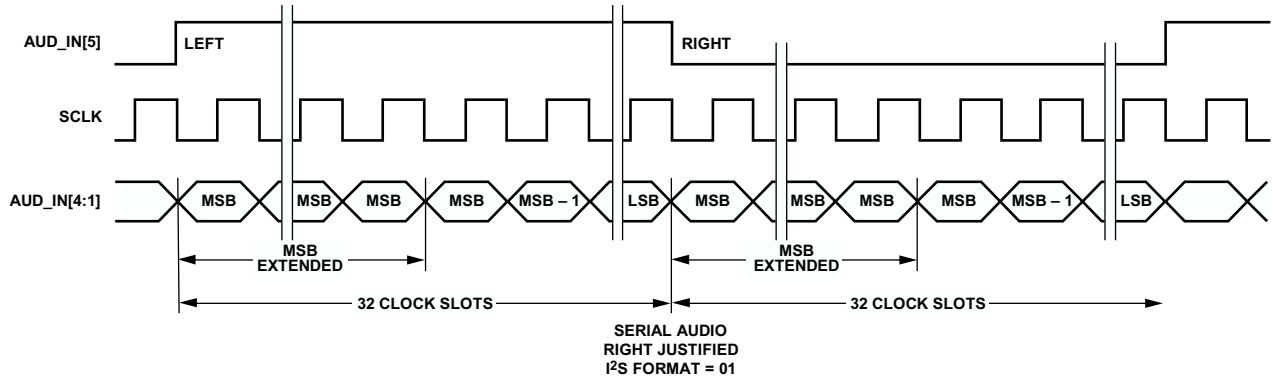 AUD_IN[5]
LEFT
RIGHT
SCLK
AUD_IN[4:1]
MSB
MSB
MSB
MSB
MSB – 1
LSB
MSB
MSB
MSB
MSB
MSB – 1
LSB
MSB
EXTENDED
MSB
EXTENDED
32 CLOCK SLOTS
32 CLOCK SLOTS
SERIAL AUDIO
RIGHT JUSTIFIED
I²S FORMAT = 01